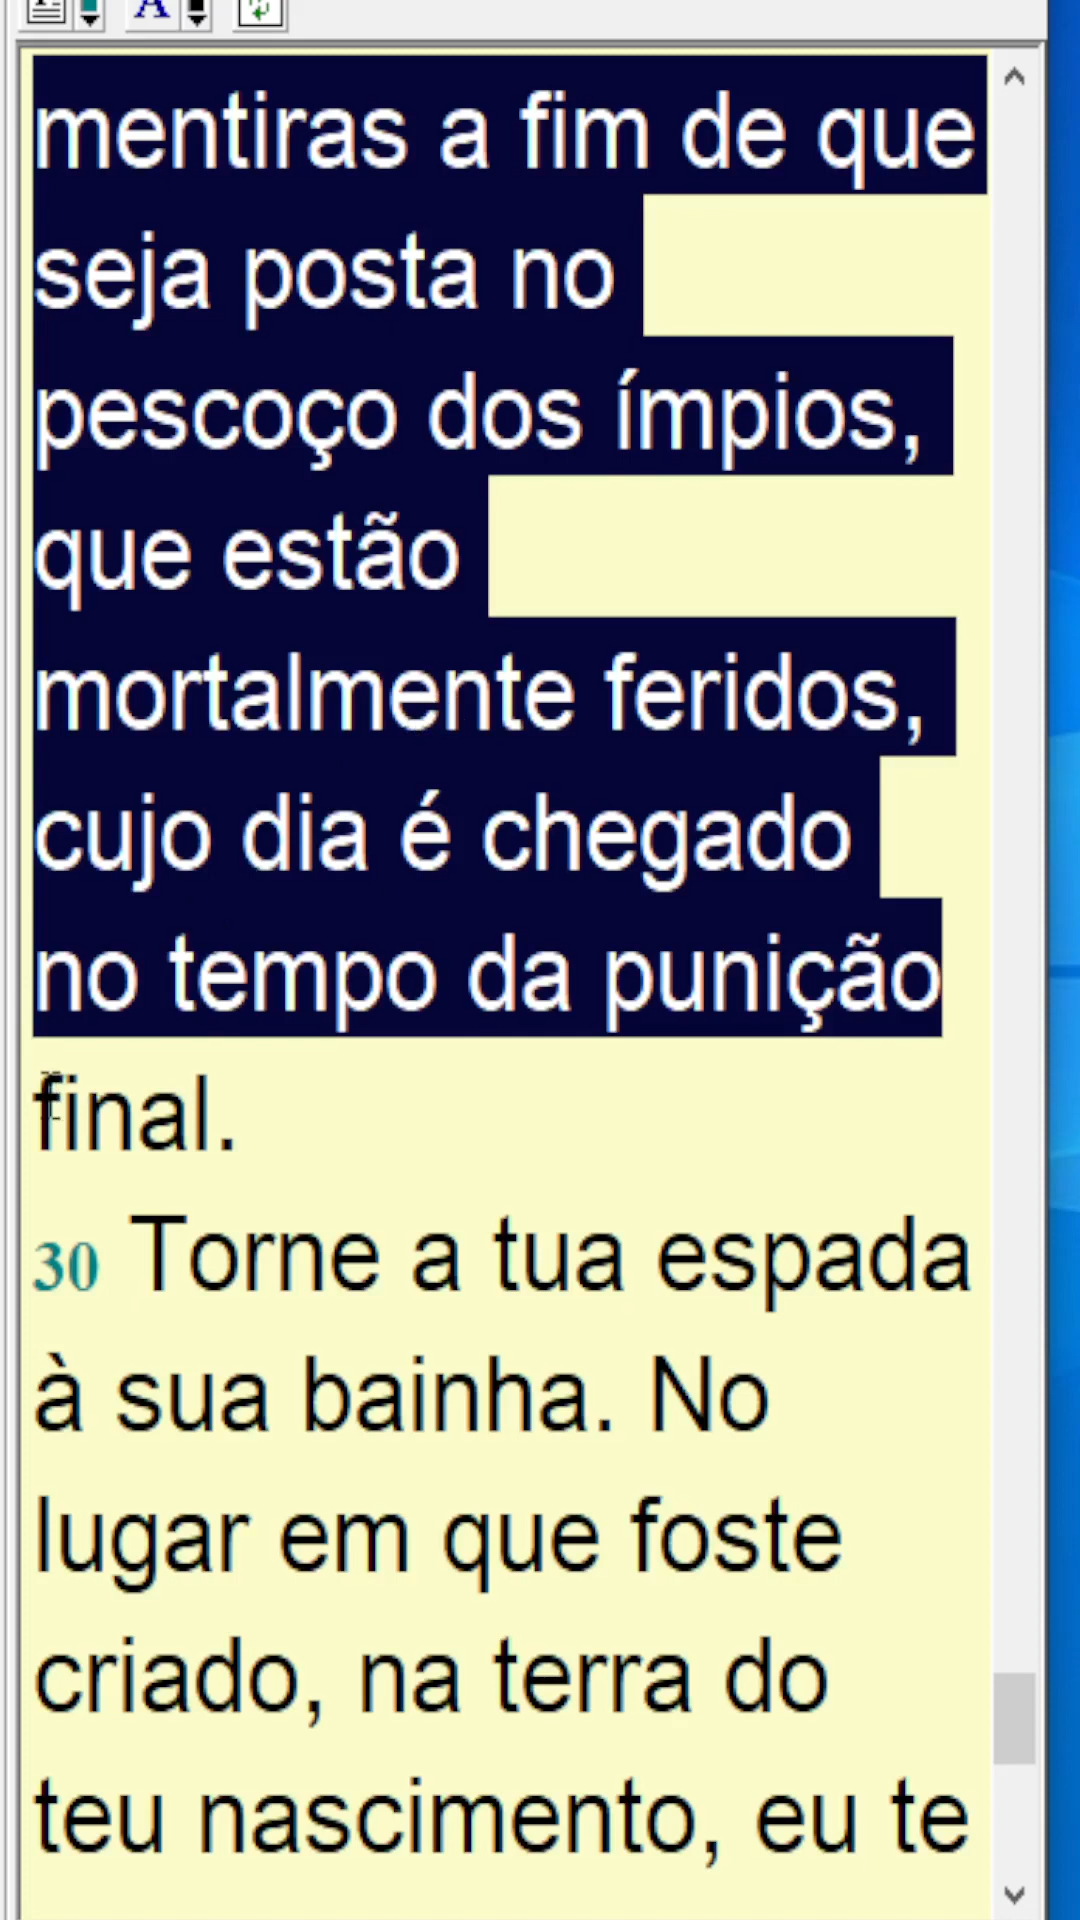 mentiras a fim de que
seja posta no
pescoço dos ímpios,
que estão
mortalmente feridos,
cujo dia é chegado
no tempo da punição
final.
30 Torne a tua espada
à sua bainha. No
lugar em que foste
criado, na terra do
teu nascimento, eu te